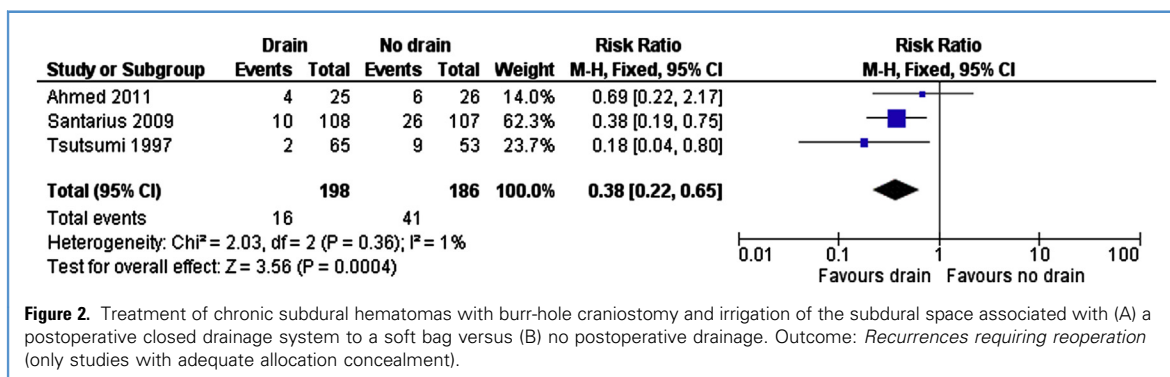 Drain No drain Risk Ratio Risk Ratio
Study or Subgroup Events Total Events Total Weight M-H, Fixed, 95% CI M-H, Fixed, 95% CI
Ahmed 2011 4 25 6 26 14.0% 0.69 [0.22, 2.17]
Santarius 2009 10 108 26 107 62.3% 0.38 [0.19, 0.75]
Tsutsumi 1997 2 65 9 53 23.7% 0.18 [0.04, 0.80]
Total (95% CI) 198 186 100.0% 0.38 [0.22, 0.65]
Total events 16 41
Heterogeneity: Chi² = 2.03, df = 2 (P = 0.36); I² = 1%
Test for overall effect: Z = 3.56 (P = 0.0004)
0.01 0.1 1 10 100
Favours drain Favours no drain
Figure 2. Treatment of chronic subdural hematomas with burr-hole craniostomy and irrigation of the subdural space associated with (A) a
postoperative closed drainage system to a soft bag versus (B) no postoperative drainage. Outcome: Recurrences requiring reoperation
(only studies with adequate allocation concealment).